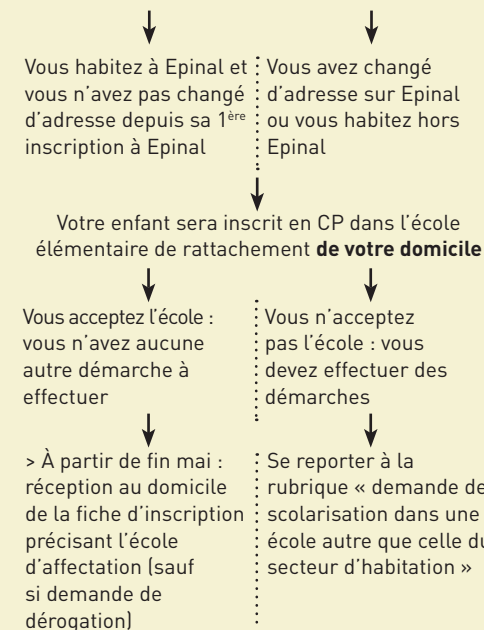 Vous habitez à Epinal et
vous n'avez pas changé
d'adresse depuis sa 1ère
inscription à Epinal
Vous avez changé
d'adresse sur Epinal
ou vous habitez hors
Epinal
Votre enfant sera inscrit en CP dans l'école
élémentaire de rattachement de votre domicile
Vous acceptez l'école :
vous n'avez aucune
autre démarche à
effectuer
Vous n'acceptez
pas l'école : vous
devez effectuer des
démarches
> À partir de fin mai :
réception au domicile
de la fiche d'inscription
précisant l'école
d'affectation (sauf
si demande de
dérogation)
Se reporter à la
rubrique « demande de
scolarisation dans une
école autre que celle du
secteur d'habitation »